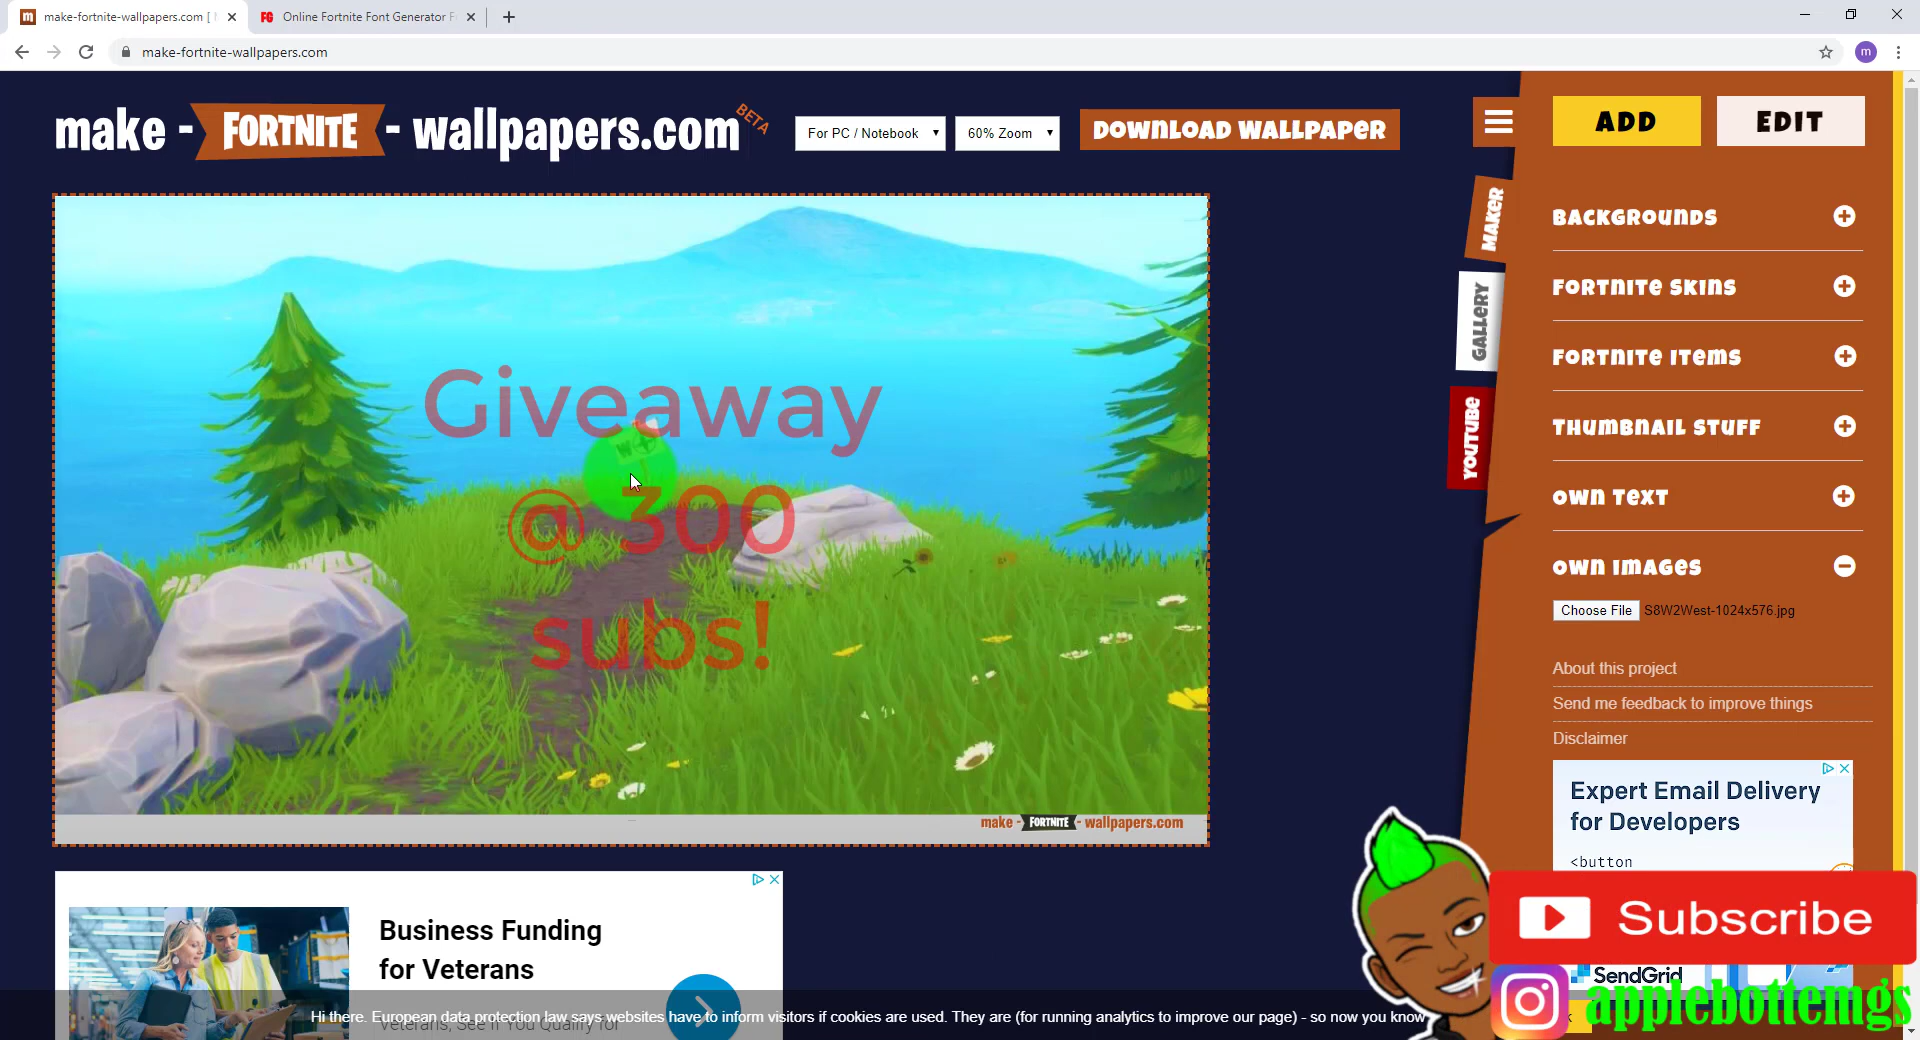 make-fortnite-wallpapers.com [
Online Fortnite Font Generator F
make-fortnite-wallpapers.com
m
make - FORTNITE - wallpapers.com
BETA
For PC / Notebook
60% Zoom
DOWNLOAD WALLPAPER
ADD
EDIT
MAKER
GALLERY
YOUTUBE
BACKGROUNDS
FORTNITE SKINS
FORTNITE ITEMS
THUMBNAIL STUFF
OWN TEXT
OWN IMAGES
Choose File S8W2West-1024x576.jpg
About this project
Send me feedback to improve things
Disclaimer
Giveaway
@ 300
subs!
make - FORTNITE - wallpapers.com
Expert Email Delivery
for Developers
<button
Subscribe
SendGrid
applebottemgs
Business Funding
for Veterans
Veterans, See If You Qualify for
Hi there. European data protection law says websites have to inform visitors if cookies are used. They are (for running analytics to improve our page) - so now you know